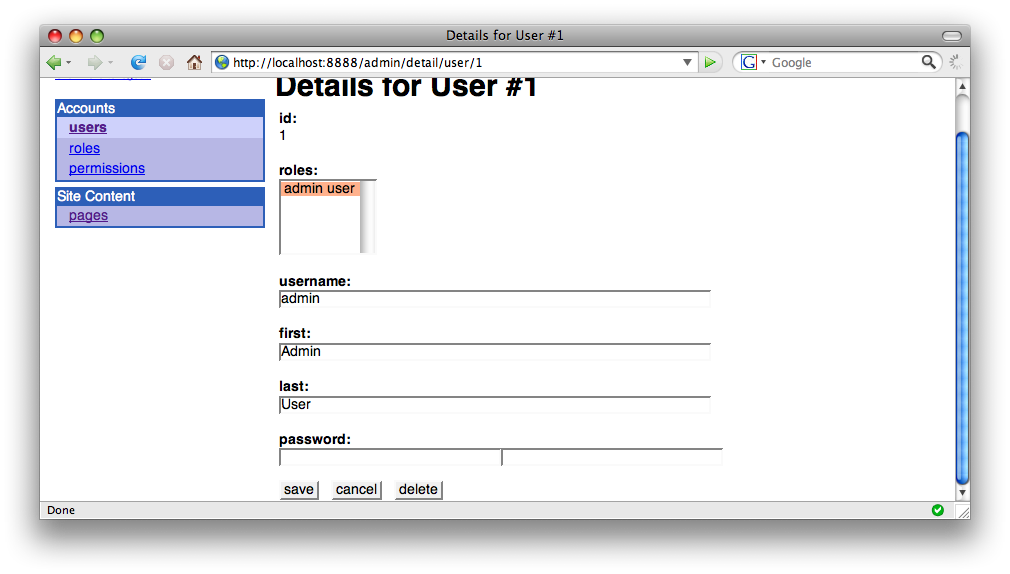 Details for User #1
http://localhost:8888/admin/detail/user/1
G Google
Accounts
users
roles
permissions
Site Content
pages
Details for User #1
id:
1
roles:
admin user
username:
admin
first:
Admin
last:
User
password:
save cancel delete
Done